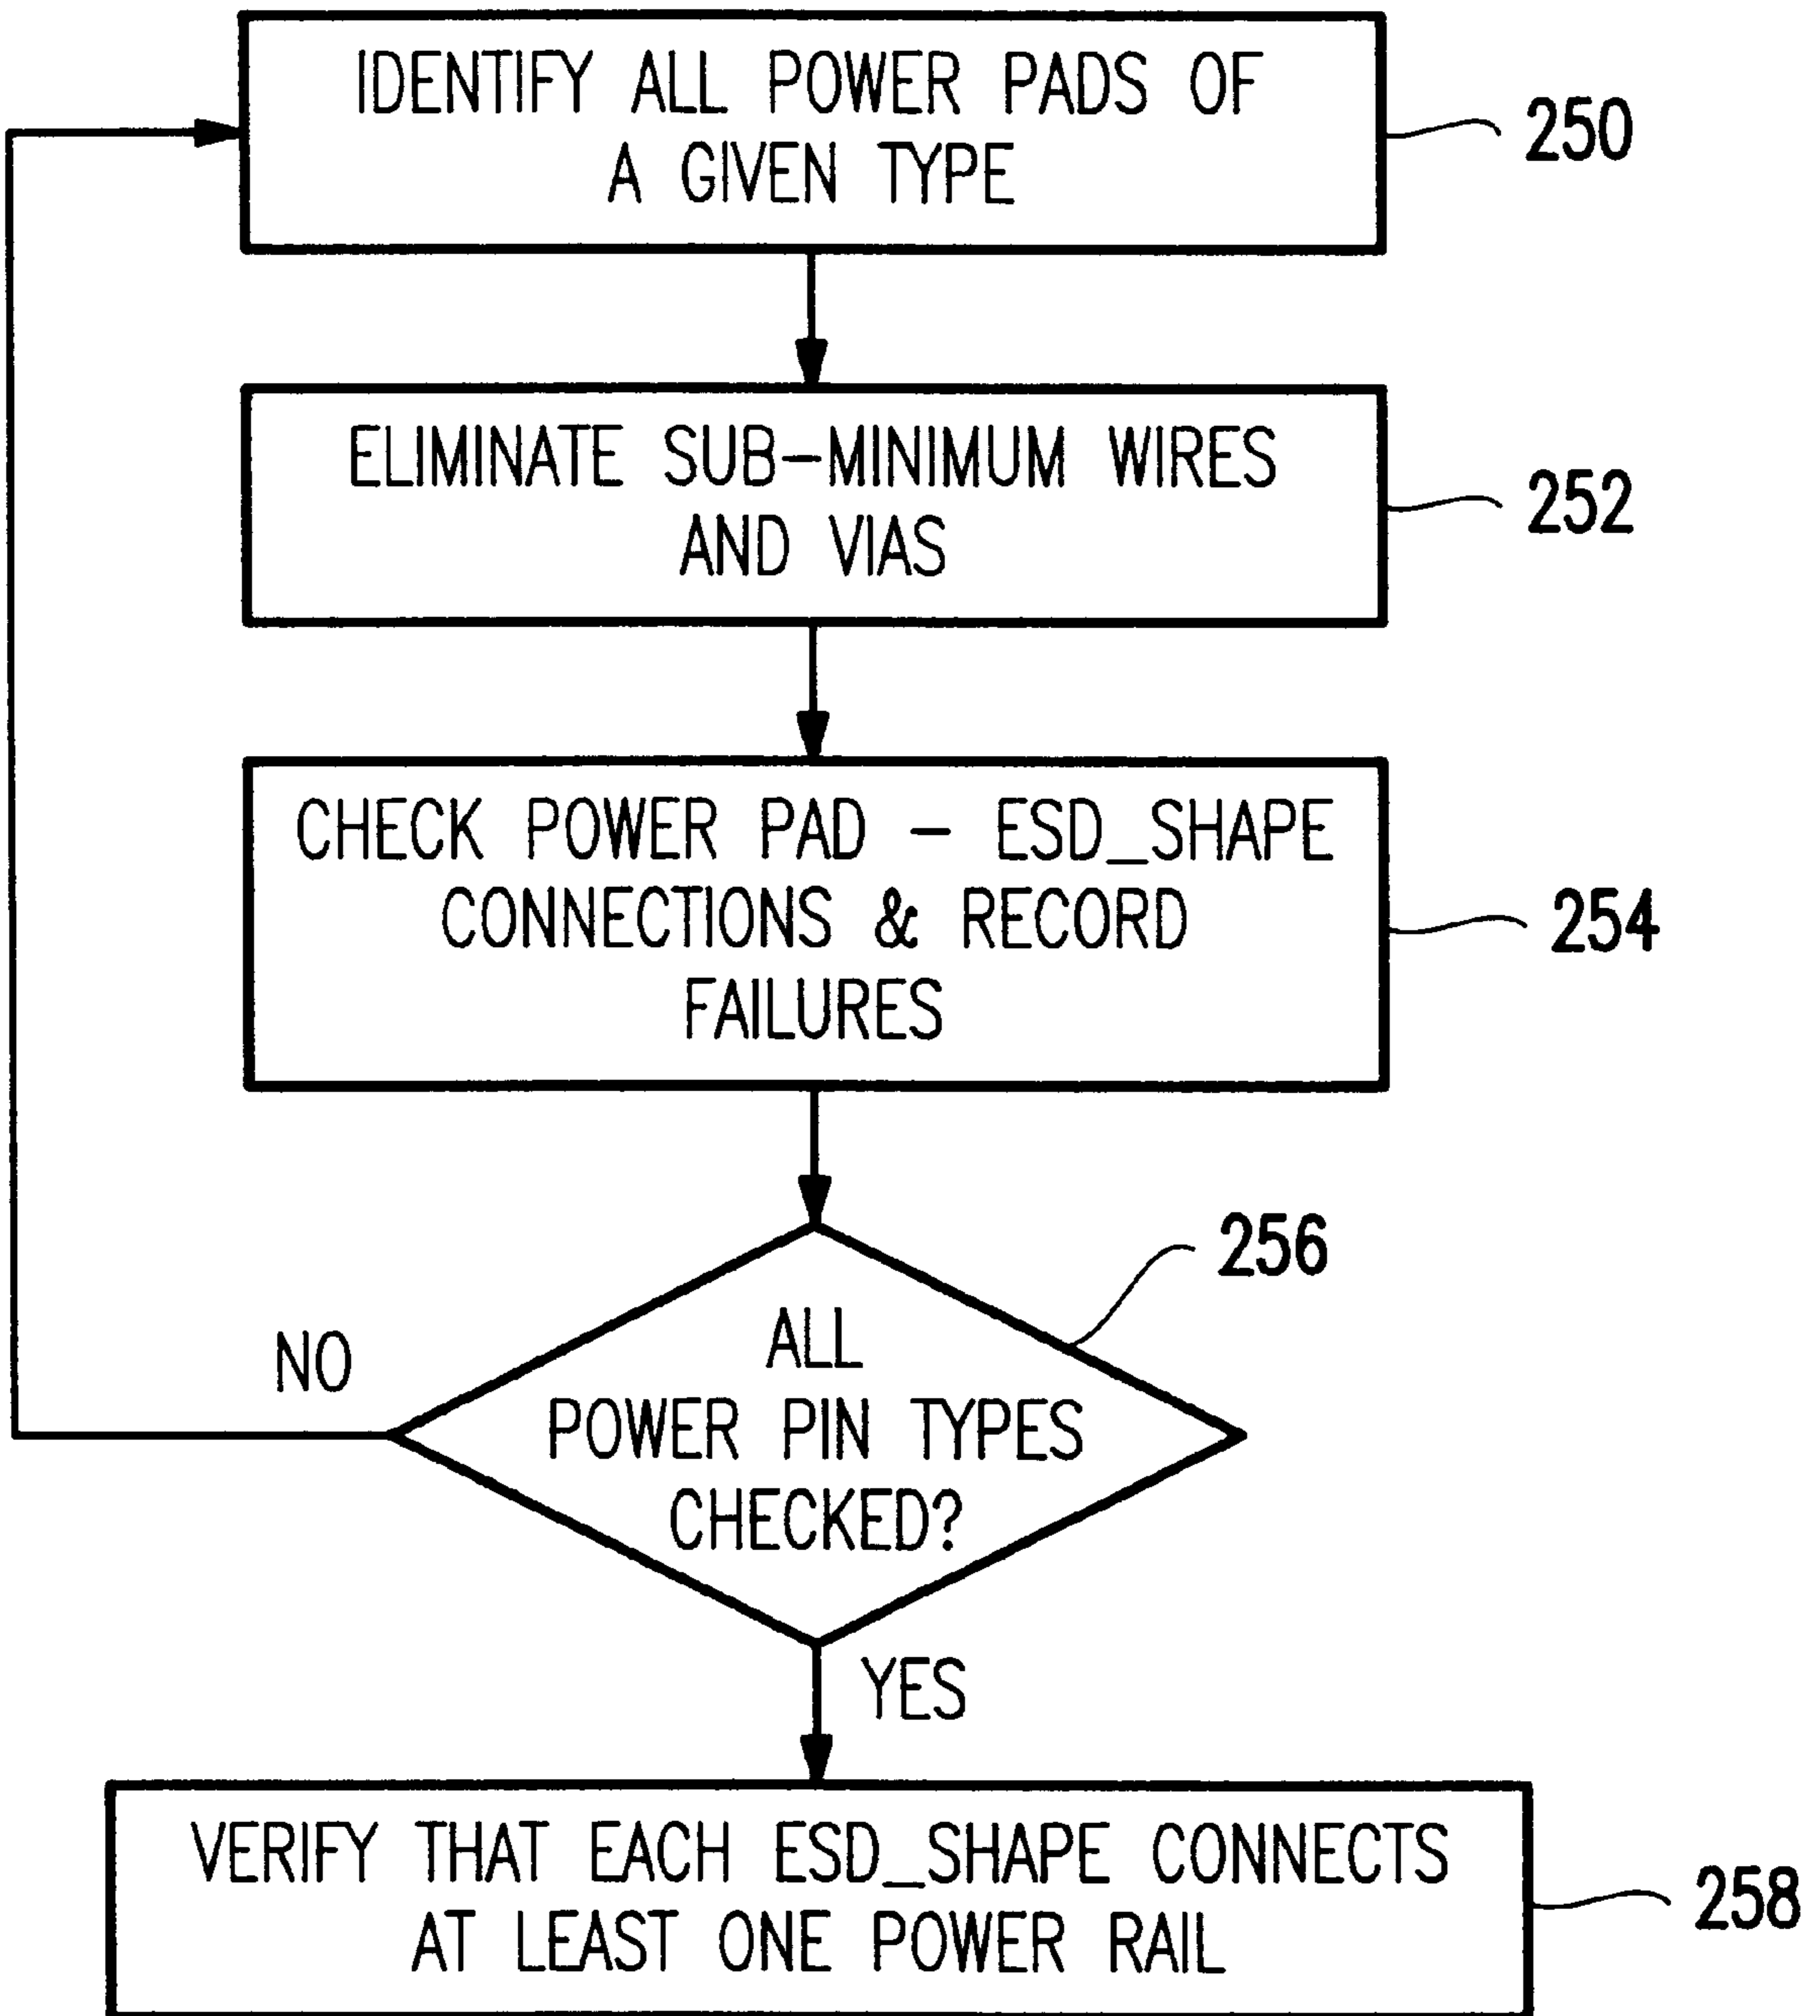 IDENTIFY ALL POWER PADS OF
A GIVEN TYPE
250
ELIMINATE SUB-MINIMUM WIRES
AND VIAS
252
CHECK POWER PAD - ESD_SHAPE
CONNECTIONS & RECORD
FAILURES
254
256
ALL
POWER PIN TYPES
CHECKED?
NO
YES
VERIFY THAT EACH ESD_SHAPE CONNECTS
AT LEAST ONE POWER RAIL
258